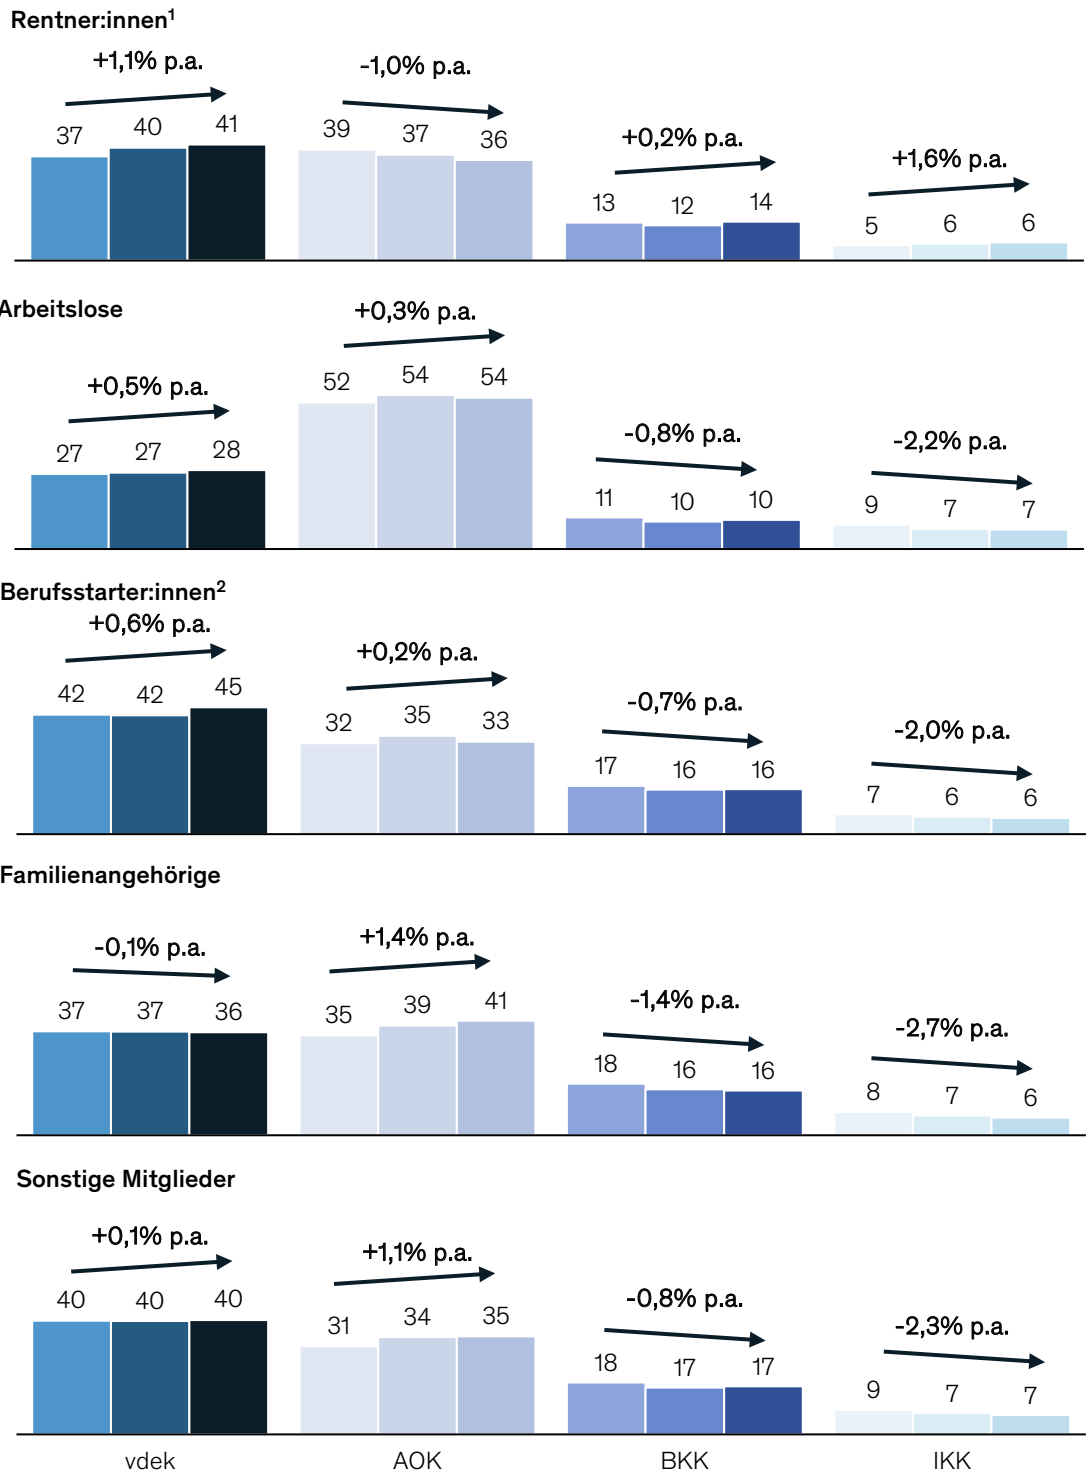 Rentner:innen¹
+1,1% p.a.
-1,0% p.a.
+0,2% p.a.
+1,6% p.a.
37 40 41 39 37 36 13 12 14 5 6 6
Arbeitslose
+0,5% p.a.
+0,3% p.a.
-0,8% p.a.
-2,2% p.a.
27 27 28 52 54 54 11 10 10 9 7 7
Berufsstarter:innen²
+0,6% p.a.
+0,2% p.a.
-0,7% p.a.
-2,0% p.a.
42 42 45 32 35 33 17 16 16 7 6 6
Familienangehörige
-0,1% p.a.
+1,4% p.a.
-1,4% p.a.
-2,7% p.a.
37 37 36 35 39 41 18 16 16 8 7 6
Sonstige Mitglieder
+0,1% p.a.
+1,1% p.a.
-0,8% p.a.
-2,3% p.a.
40 40 40 31 34 35 18 17 17 9 7 7
vdek AOK BKK IKK